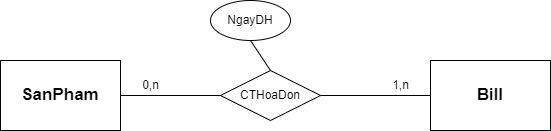 NgayDH
0,n
1,n
SanPham
CTHoaDon
Bill